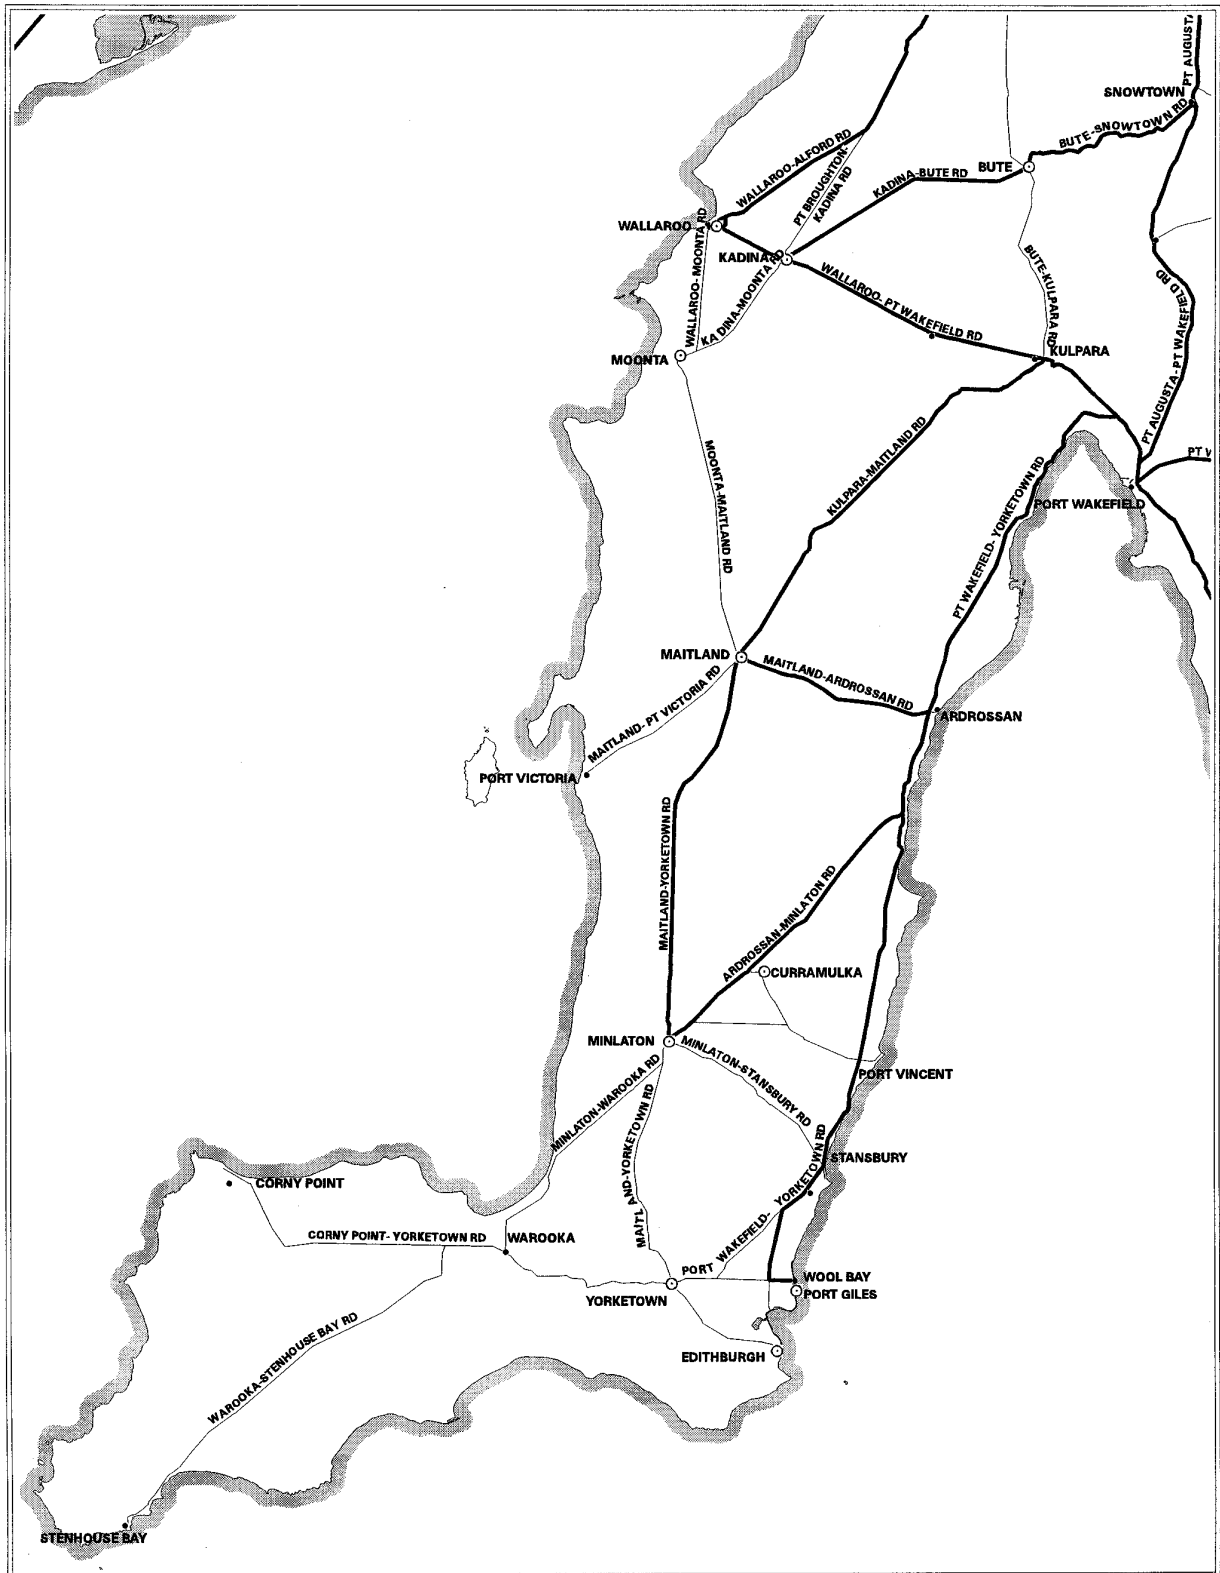 PT AUGUSTA
SNOWTOWN
BUTE-SNOWTOWN RD
WALLAROO-ALFORD RD
PT BROUGHTON-
KADINA RD
BUTE
KADINA-BUTE RD
WALLAROO
WALLAROO-MOONTA RD
KADINA
KADINA-MOONTA RD
WALLAROO-PT WAKEFIELD RD
BUTE-KULPARA RD
PT AUGUSTA-PT WAKEFIELD RD
MOONTA
KULPARA
MOONTA-MAITLAND RD
KULPARA-MAITLAND RD
PT W
PORT WAKEFIELD
PT WAKEFIELD-YORKETOWN RD
MAITLAND
MAITLAND-ARDROSSAN RD
MAITLAND-PT VICTORIA RD
ARDROSSAN
PORT VICTORIA
MAITLAND-YORKETOWN RD
ARDROSSAN-MINLATON RD
CURRAMULKA
MINLATON
MINLATON-STANSBURY RD
PORT VINCENT
MINLATON-WAROOKA RD
MAITLAND-YORKETOWN RD
STANSBURY
CORNY POINT
PORT WAKEFIELD-YORKETOWN RD
CORNY POINT-YORKETOWN RD
WAROOKA
WOOL BAY
PORT GILES
YORKETOWN
EDITHBURGH
WAROOKA-STENHOUSE BAY RD
STENHOUSE BAY